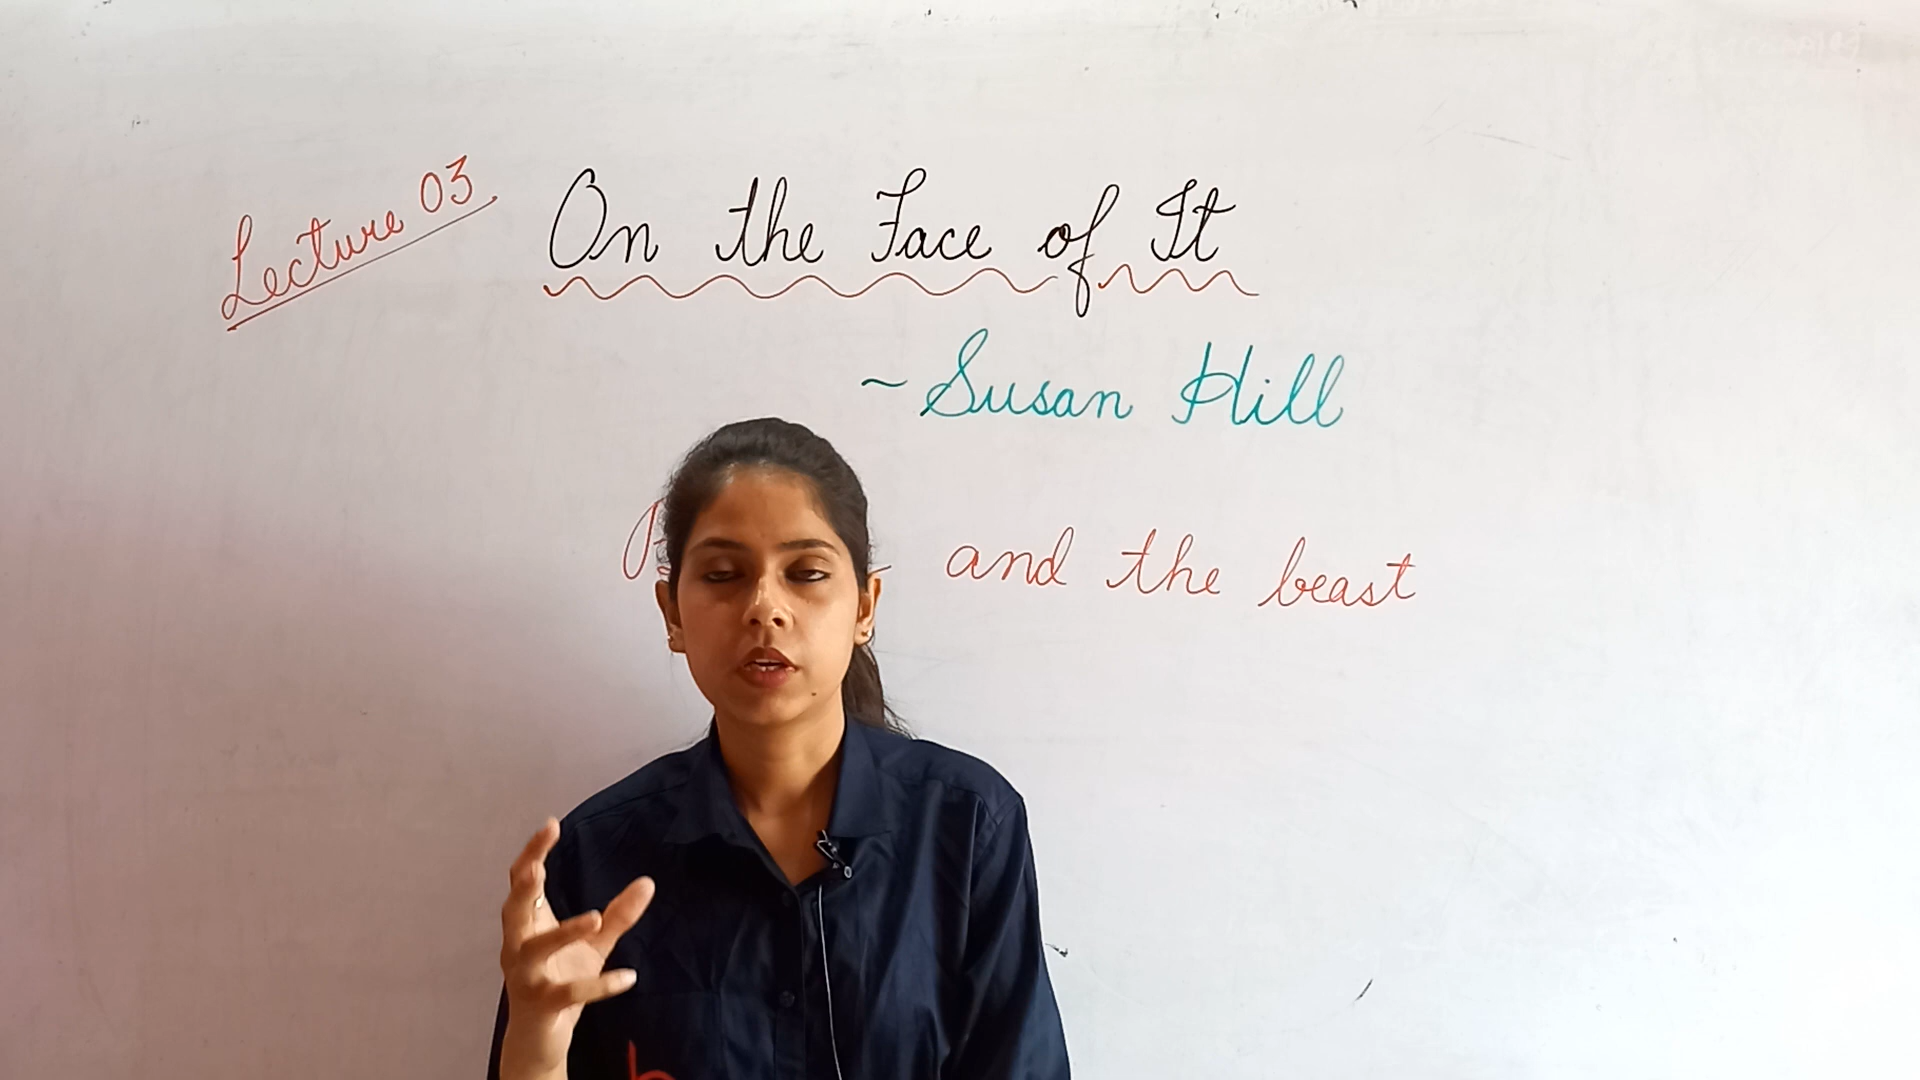 Lecture 03
On the Face of It
~ Susan Hill
and the beast